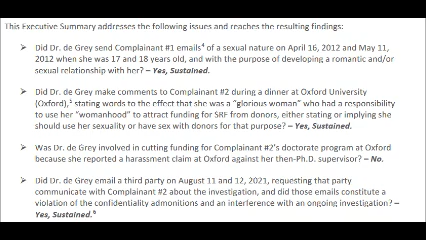 This Executive Summary addresses the following issues and reaches the resulting findings:
➢ Did Dr. de Grey send Complainant #1 emails⁴ of a sexual nature on April 16, 2012 and May 11,
2012 when she was 17 and 18 years old, and with the purpose of developing a romantic and/or
sexual relationship with her? – Yes, Sustained.
➢ Did Dr. de Grey make comments to Complainant #2 during a dinner at Oxford University
(Oxford),⁵ stating words to the effect that she was a "glorious woman" who had a responsibility
to use her "womanhood" to attract funding for SRF from donors, either stating or implying she
should use her sexuality or have sex with donors for that purpose? – Yes, Sustained.
➢ Was Dr. de Grey involved in cutting funding for Complainant #2's doctorate program at Oxford
because she reported a harassment claim at Oxford against her then-Ph.D. supervisor? – No.
➢ Did Dr. de Grey email a third party on August 11 and 12, 2021, requesting that party
communicate with Complainant #2 about the investigation, and did those emails constitute a
violation of the confidentiality admonitions and an interference with an ongoing investigation? –
Yes, Sustained.⁶